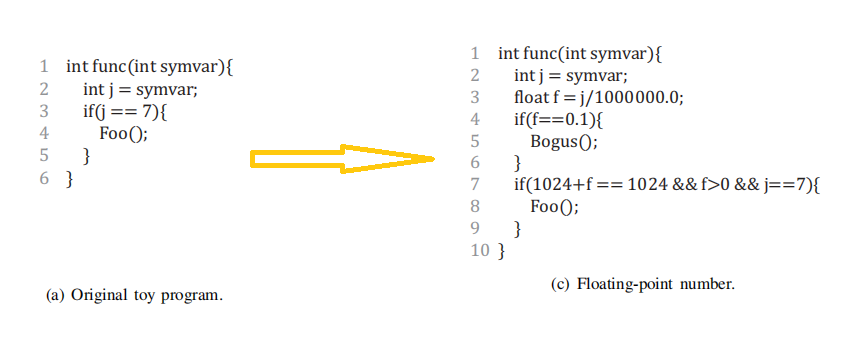 1 int func(int symvar){
2 int j = symvar;
3 if(j == 7){
4 Foo();
5 }
6 }
(a) Original toy program.
1 int func(int symvar){
2 int j = symvar;
3 float f = j/1000000.0;
4 if(f==0.1){
5 Bogus();
6 }
7 if(1024+f == 1024 && f>0 && j==7){
8 Foo();
9 }
10 }
(c) Floating-point number.